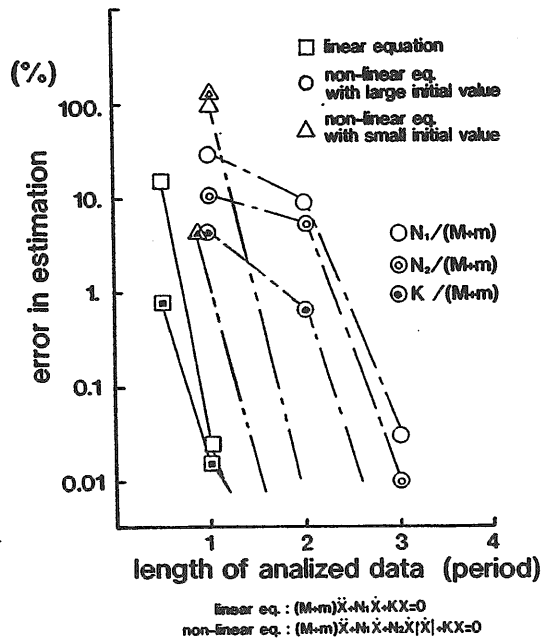 linear equation
(%)
non-linear eq.
with large initial value
100.
non-linear eq.
with small initial value
10.
N₁/(M+m)
N₂/(M+m)
K /(M+m)
1.
0.1
0.01
error in estimation
1 2 3 4
length of analized data (period)
linear eq. : (M+m)Ẍ+N₁Ẋ+KX=0
non-linear eq. : (M+m)Ẍ+N₁Ẋ+N₂Ẋ|Ẋ|+KX=0